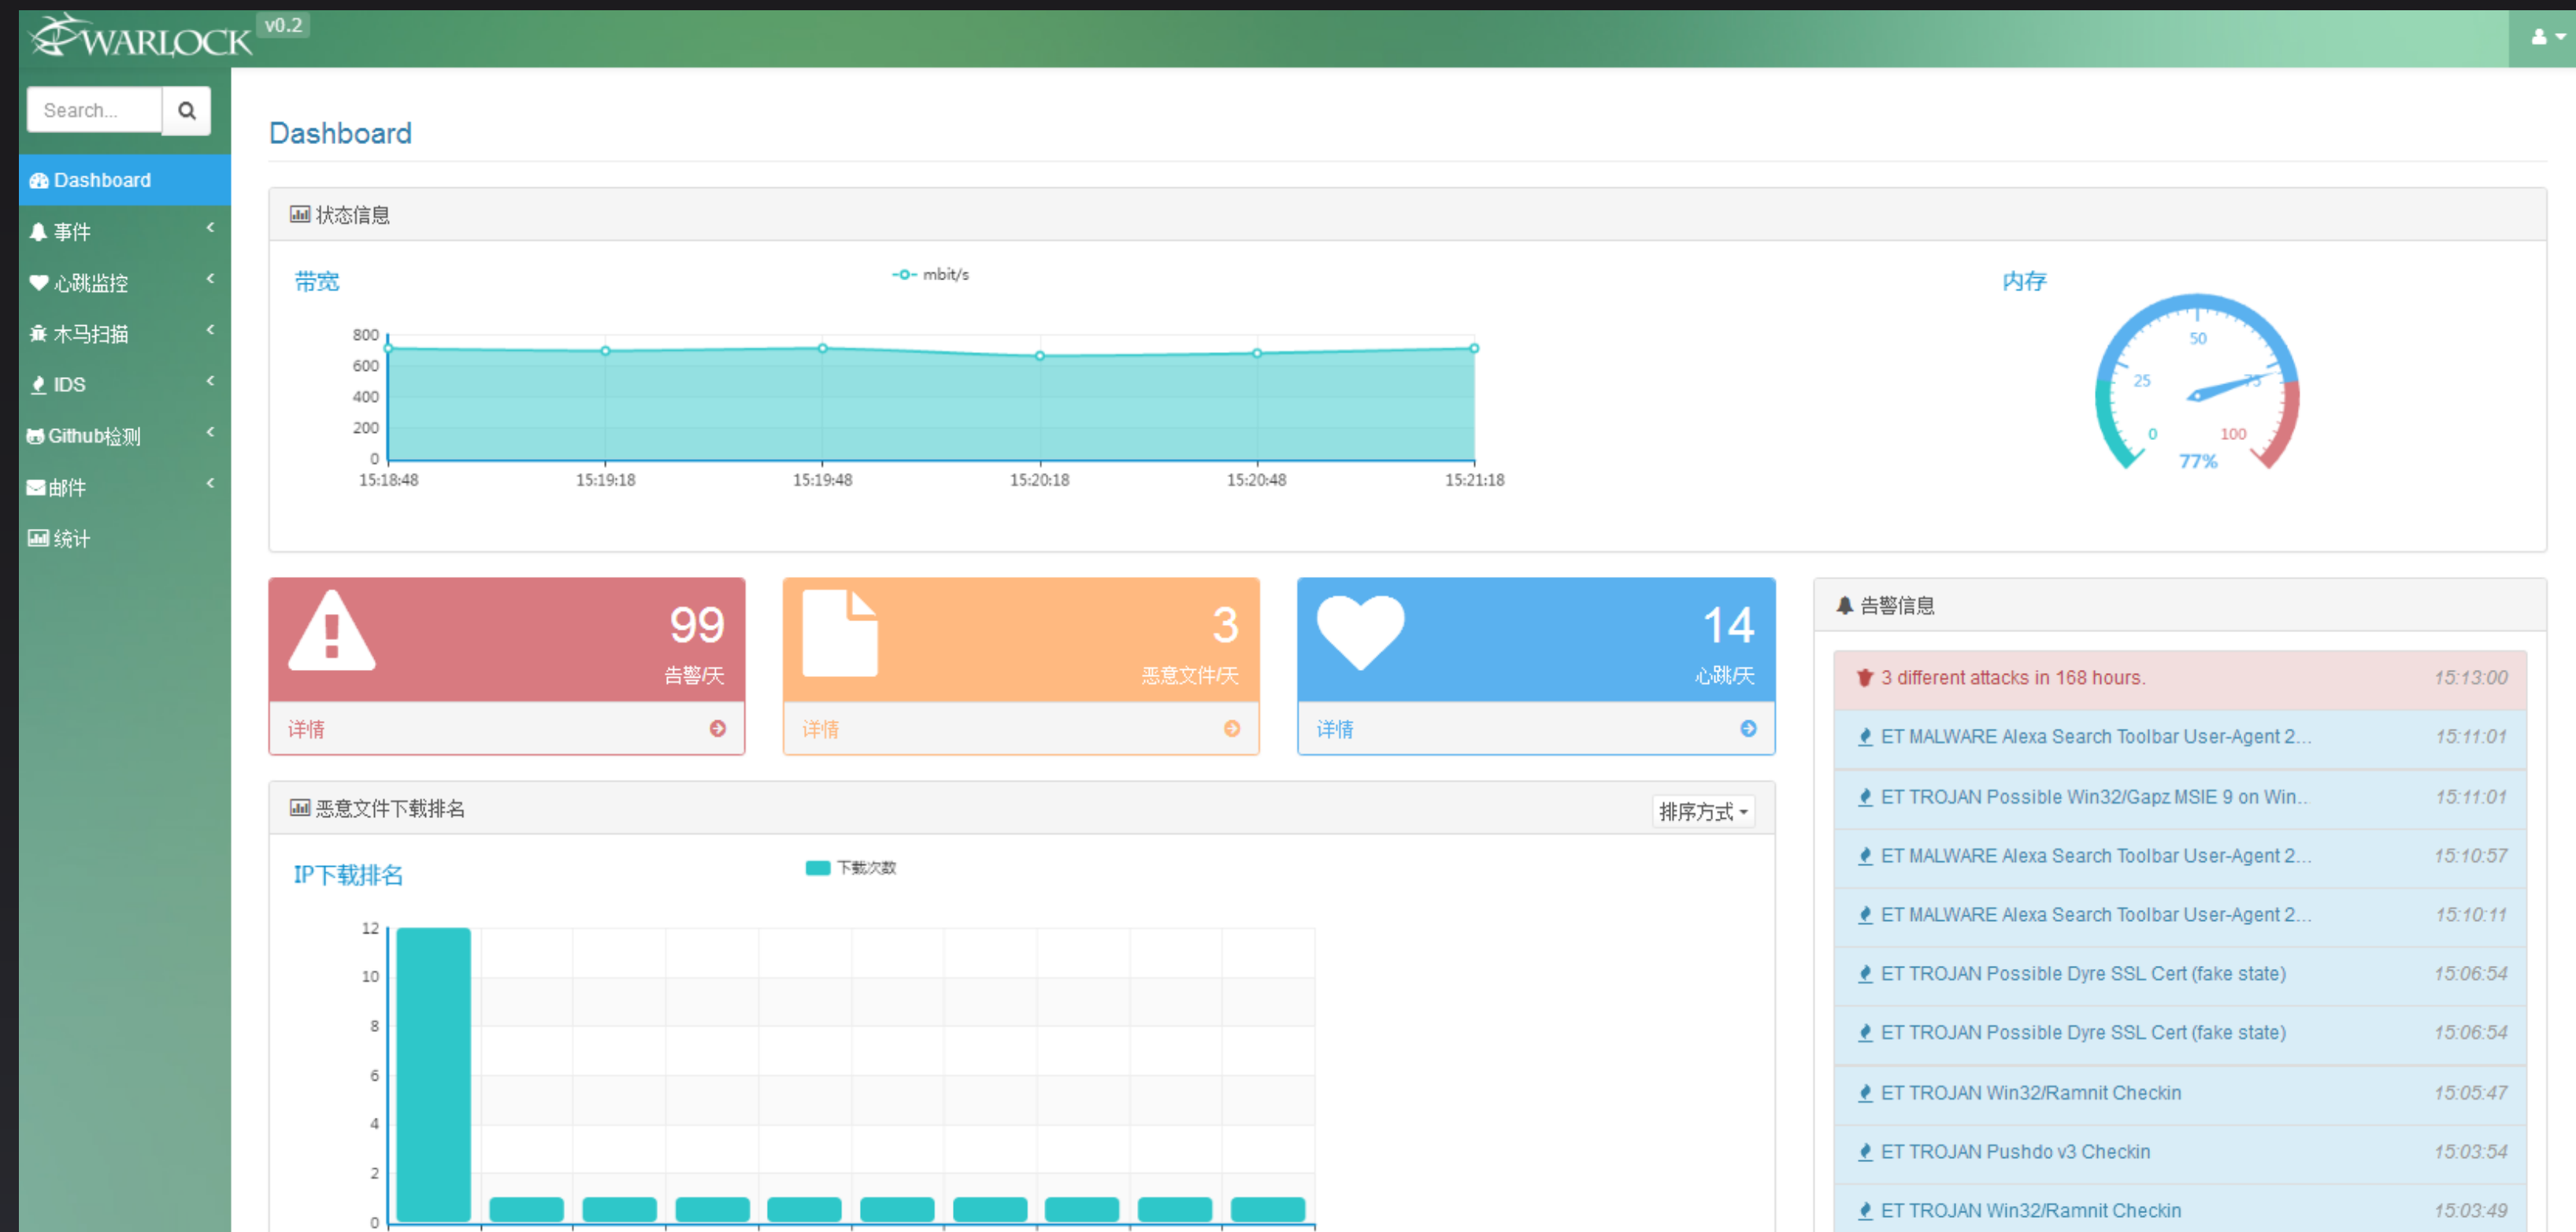 WARLOCK v0.2
Search...
Dashboard
事件
心跳监控
木马扫描
IDS
Github检测
邮件
统计
Dashboard
状态信息
带宽
mbit/s
800
600
400
200
0
15:18:48
15:19:18
15:19:48
15:20:18
15:20:48
15:21:18
内存
0
25
50
75
100
77%
99
告警/天
详情
3
恶意文件/天
详情
14
心跳/天
详情
恶意文件下载排名
排序方式
IP下载排名
下载次数
12
10
8
6
4
2
0
告警信息
3 different attacks in 168 hours. 15:13:00
ET MALWARE Alexa Search Toolbar User-Agent 2... 15:11:01
ET TROJAN Possible Win32/Gapz MSIE 9 on Win... 15:11:01
ET MALWARE Alexa Search Toolbar User-Agent 2... 15:10:57
ET MALWARE Alexa Search Toolbar User-Agent 2... 15:10:11
ET TROJAN Possible Dyre SSL Cert (fake state) 15:06:54
ET TROJAN Possible Dyre SSL Cert (fake state) 15:06:54
ET TROJAN Win32/Ramnit Checkin 15:05:47
ET TROJAN Pushdo v3 Checkin 15:03:54
ET TROJAN Win32/Ramnit Checkin 15:03:49